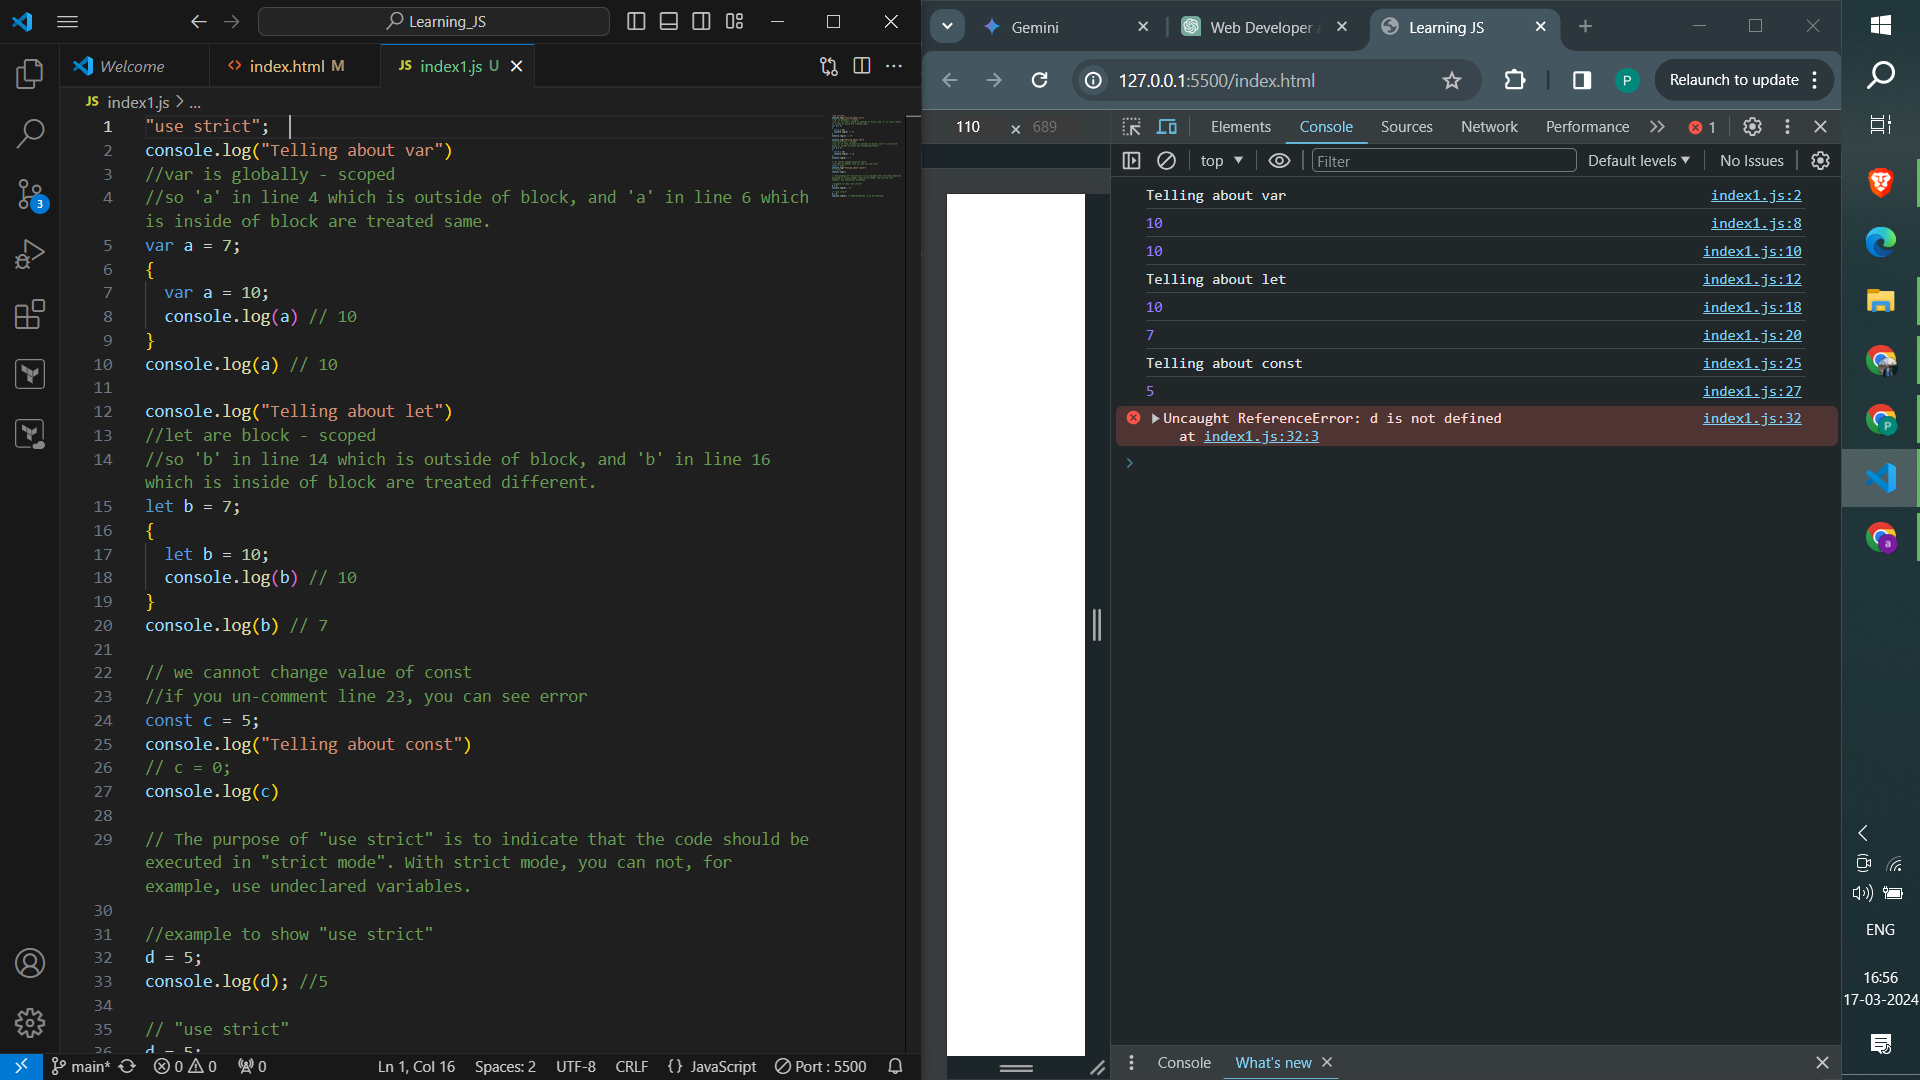 Learning_JS
Welcome
index.html M
JS index1.js U
JS index1.js > ...
1 "use strict";
2 console.log("Telling about var")
3 //var is globally - scoped
4 //so 'a' in line 4 which is outside of block, and 'a' in line 6 which
is inside of block are treated same.
5 var a = 7;
6 {
7 var a = 10;
8 console.log(a) // 10
9 }
10 console.log(a) // 10
11
12 console.log("Telling about let")
13 //let are block - scoped
14 //so 'b' in line 14 which is outside of block, and 'b' in line 16
which is inside of block are treated different.
15 let b = 7;
16 {
17 let b = 10;
18 console.log(b) // 10
19 }
20 console.log(b) // 7
21
22 // we cannot change value of const
23 //if you un-comment line 23, you can see error
24 const c = 5;
25 console.log("Telling about const")
26 // c = 0;
27 console.log(c)
28
29 // The purpose of "use strict" is to indicate that the code should be
executed in "strict mode". With strict mode, you can not, for
example, use undeclared variables.
30
31 //example to show "use strict"
32 d = 5;
33 console.log(d); //5
34
35 // "use strict"
36 d = 5;
3
main* 0 0 0 Ln 1, Col 16 Spaces: 2 UTF-8 CRLF {} JavaScript Port : 5500
Gemini
Web Developer
Learning JS
127.0.0.1:5500/index.html
P
Relaunch to update
110 × 689
Elements Console Sources Network Performance 1
top Filter Default levels No Issues
Telling about var index1.js:2
10 index1.js:8
10 index1.js:10
Telling about let index1.js:12
10 index1.js:18
7 index1.js:20
Telling about const index1.js:25
5 index1.js:27
Uncaught ReferenceError: d is not defined index1.js:32
at index1.js:32:3
Console What's new
P
a
ENG
16:56
17-03-2024